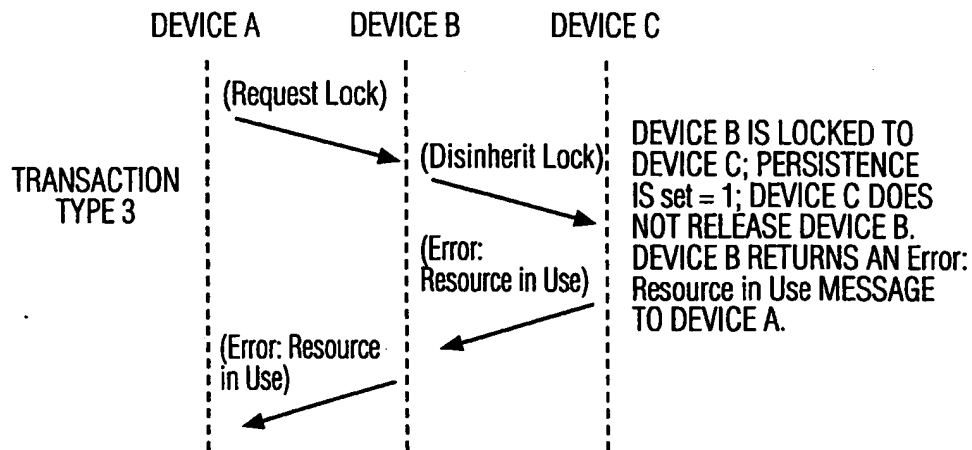 DEVICE A DEVICE B DEVICE C
(Request Lock)
(Disinherit Lock)
TRANSACTION
TYPE 3
(Error:
Resource in Use)
(Error: Resource
in Use)
DEVICE B IS LOCKED TO
DEVICE C; PERSISTENCE
IS set = 1; DEVICE C DOES
NOT RELEASE DEVICE B.
DEVICE B RETURNS AN Error:
Resource in Use MESSAGE
TO DEVICE A.